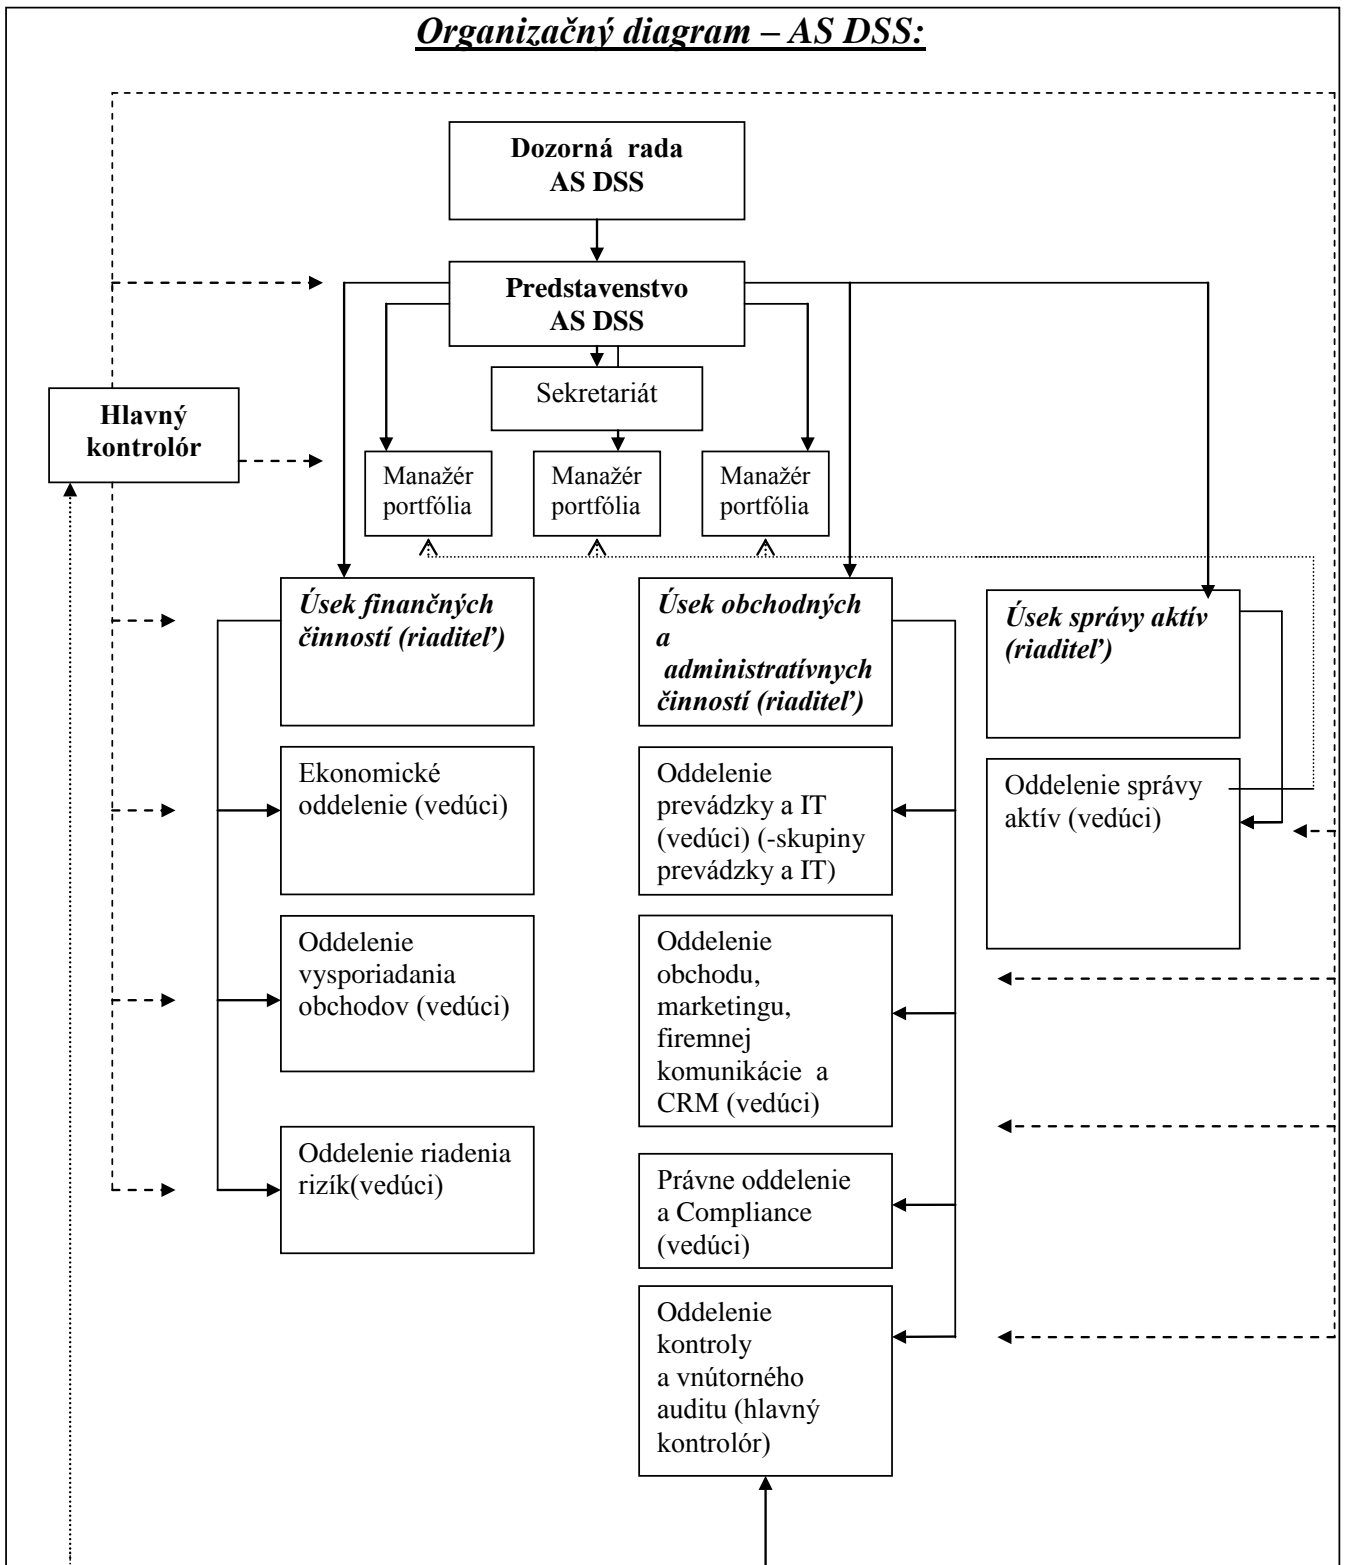 Organizačný diagram – AS DSS:
Dozorná rada
AS DSS
Predstavenstvo
AS DSS
Sekretariát
Hlavný
kontrolór
Manažér
portfólia
Manažér
portfólia
Manažér
portfólia
Úsek finančných
činností (riaditeľ)
Úsek obchodných
a
administratívnych
činností (riaditeľ)
Úsek správy aktív
(riaditeľ)
Ekonomické
oddelenie (vedúci)
Oddelenie
prevádzky a IT
(vedúci) (-skupiny
prevádzky a IT)
Oddelenie správy
aktív (vedúci)
Oddelenie
vysporiadania
obchodov (vedúci)
Oddelenie
obchodu,
marketingu,
firemnej
komunikácie a
CRM (vedúci)
Oddelenie riadenia
rizík(vedúci)
Právne oddelenie
a Compliance
(vedúci)
Oddelenie
kontroly
a vnútorného
auditu (hlavný
kontrolór)